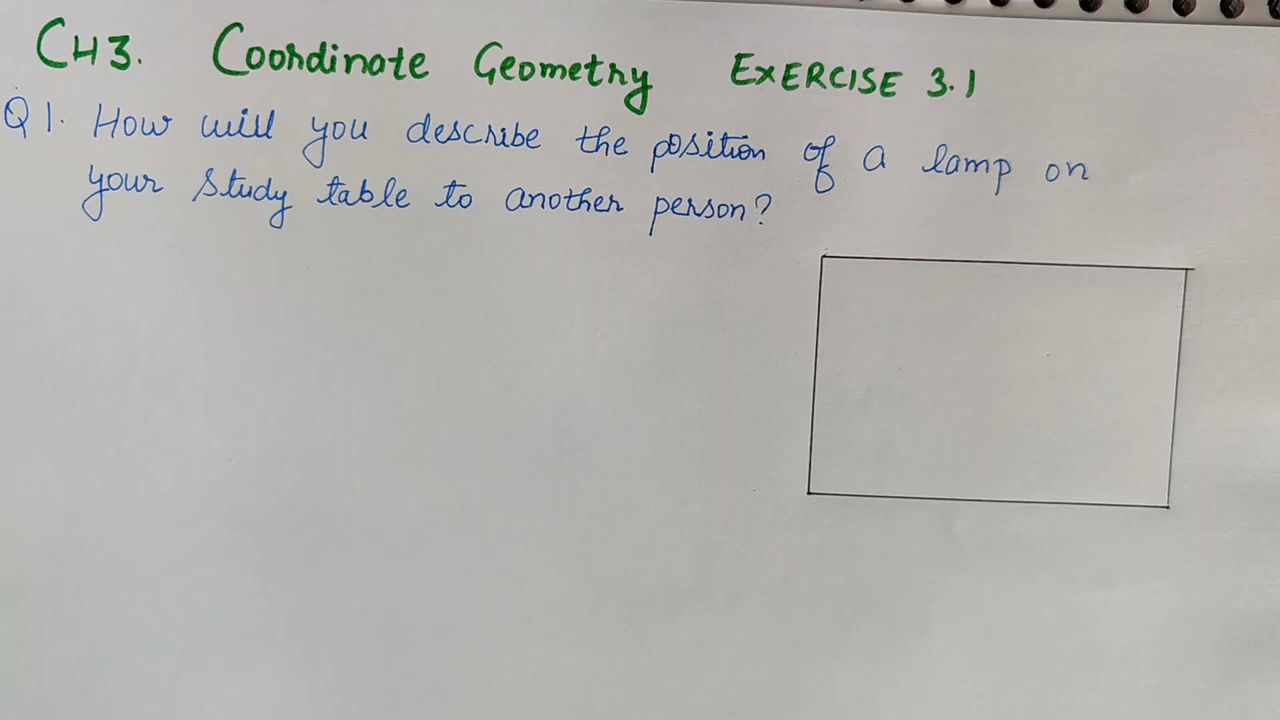 CH3. Coordinate Geometry EXERCISE 3.1
Q1. How will you describe the position of a lamp on
your study table to another person?